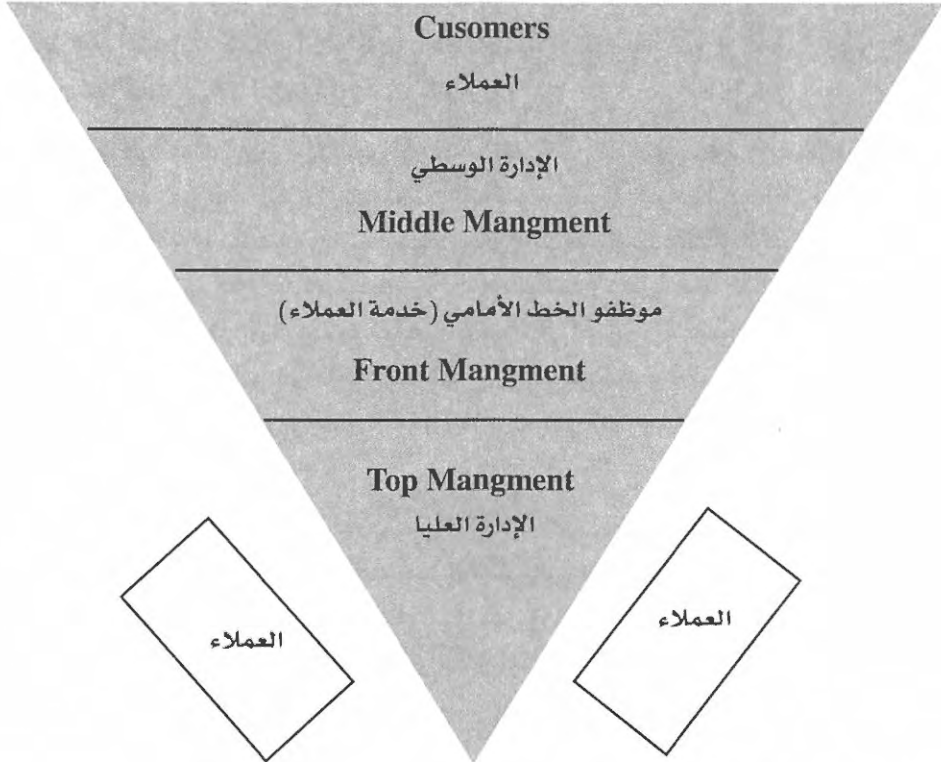 Cusomers
العملاء
الإدارة الوسطي
Middle Mangment
موظفو الخط الأمامي (خدمة العملاء)
Front Mangment
Top Mangment
الإدارة العليا
العملاء
العملاء